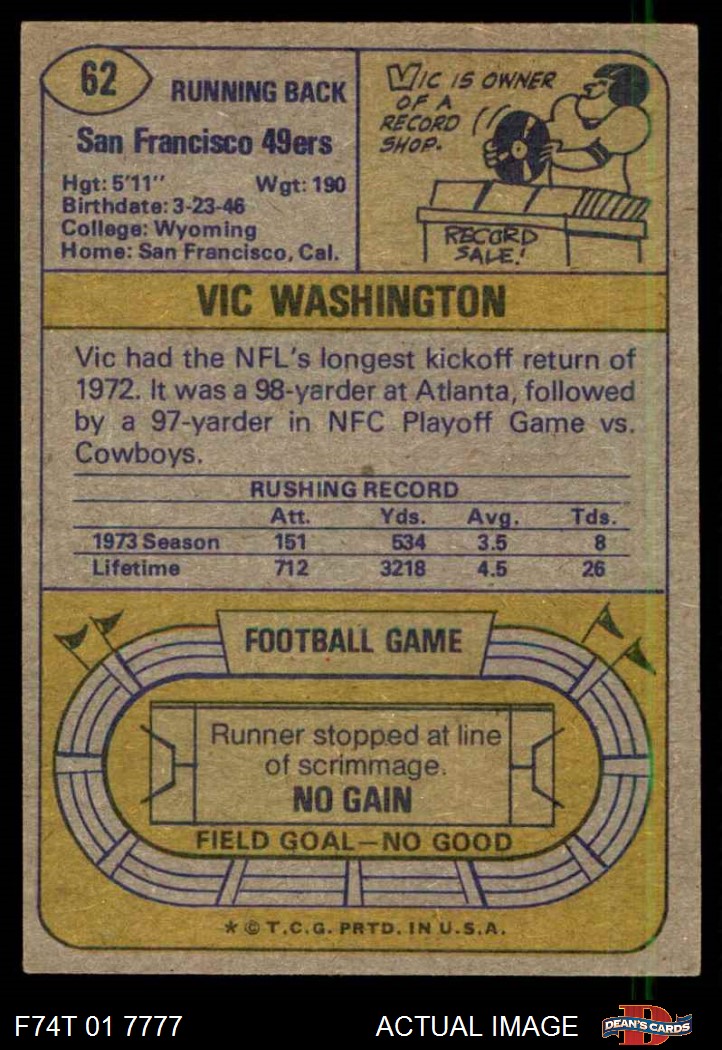 62
RUNNING BACK
San Francisco 49ers
Hgt: 5'11" Wgt: 190
Birthdate: 3-23-46
College: Wyoming
Home: San Francisco, Cal.
VIC IS OWNER
OF A
RECORD
SHOP.
RECORD
SALE!
VIC WASHINGTON
Vic had the NFL's longest kickoff return of
1972. It was a 98-yarder at Atlanta, followed
by a 97-yarder in NFC Playoff Game vs.
Cowboys.
RUSHING RECORD
Att. Yds. Avg. Tds.
1973 Season 151 534 3.5 8
Lifetime 712 3218 4.5 26
FOOTBALL GAME
Runner stopped at line
of scrimmage.
NO GAIN
FIELD GOAL—NO GOOD
* © T.C.G. PRTD. IN U.S.A.
F74T 01 7777 ACTUAL IMAGE DEAN'S CARDS